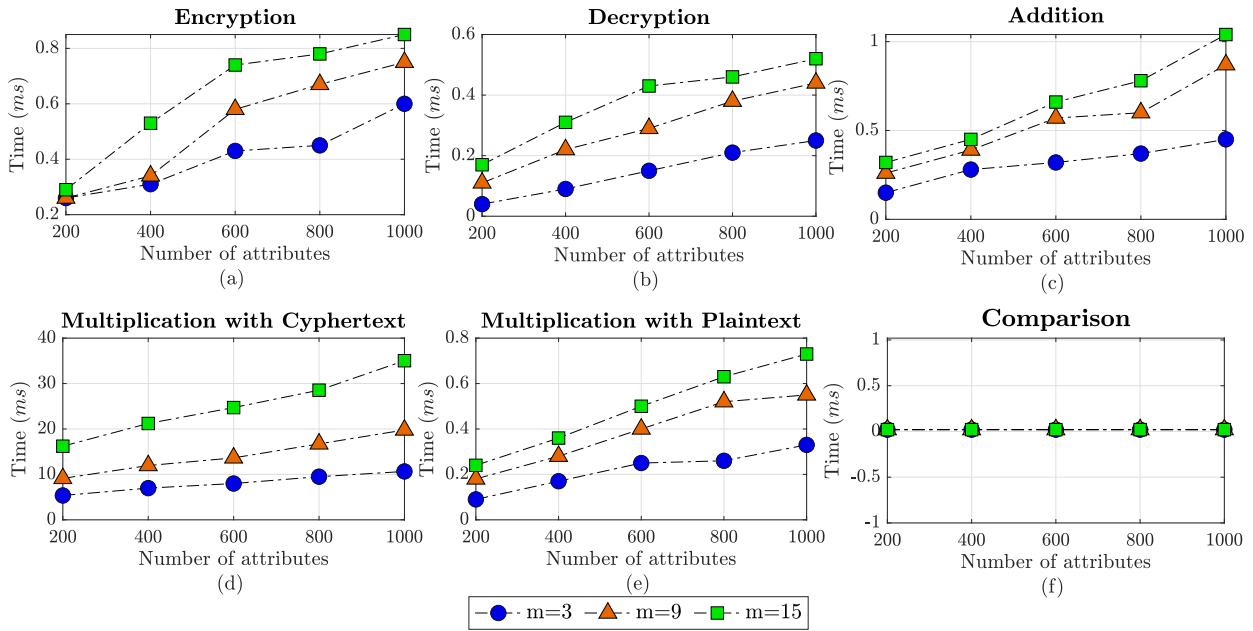 Encryption
0.8
0.6
0.4
0.2
Time (ms)
200 400 600 800 1000
Number of attributes
(a)
Decryption
0.6
0.4
0.2
0
Time (ms)
200 400 600 800 1000
Number of attributes
(b)
Addition
1
0.5
0
Time (ms)
200 400 600 800 1000
Number of attributes
(c)
Multiplication with Cyphertext
40
30
20
10
0
Time (ms)
200 400 600 800 1000
Number of attributes
(d)
Multiplication with Plaintext
0.8
0.6
0.4
0.2
0
Time (ms)
200 400 600 800 1000
Number of attributes
(e)
Comparison
1
0.5
0
-0.5
-1
Time (ms)
200 400 600 800 1000
Number of attributes
(f)
m=3 m=9 m=15